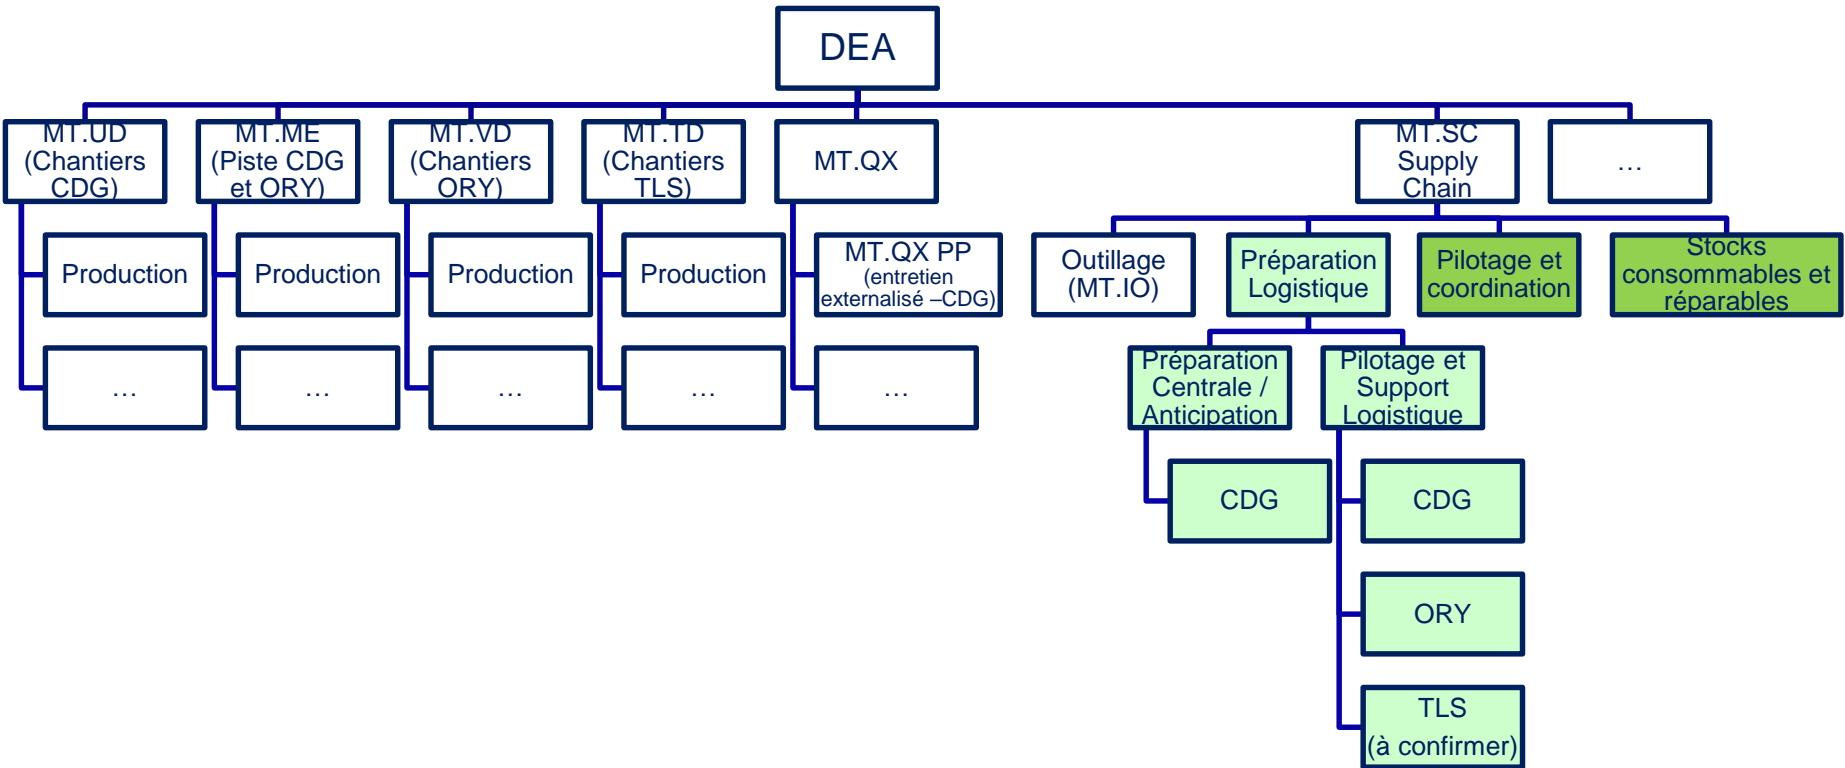 DEA
MT.UD
(Chantiers
CDG)
MT.ME
(Piste CDG
et ORY)
MT.VD
(Chantiers
ORY)
MT.TD
(Chantiers
TLS)
MT.QX
MT.SC
Supply
Chain
…
Production
Production
Production
Production
MT.QX PP
(entretien
externalisé –CDG)
Outillage
(MT.IO)
Préparation
Logistique
Pilotage et
coordination
Stocks
consommables et
réparables
…
…
…
…
…
Préparation
Centrale /
Anticipation
Pilotage et
Support
Logistique
CDG
CDG
ORY
TLS
(à confirmer)